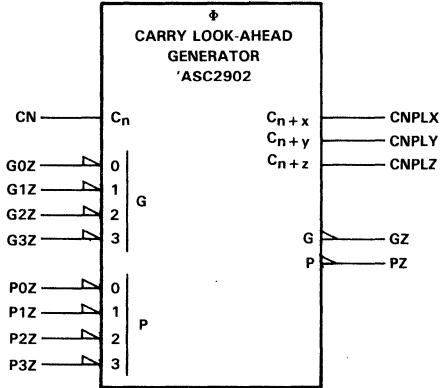 Φ
CARRY LOOK-AHEAD
GENERATOR
'ASC2902
CN Cn Cn+x CNPLX
Cn+y CNPLY
Cn+z CNPLZ
G0Z 0
G1Z 1
G
G2Z 2
G3Z 3 G GZ
P PZ
P0Z 0
P1Z 1
P
P2Z 2
P3Z 3